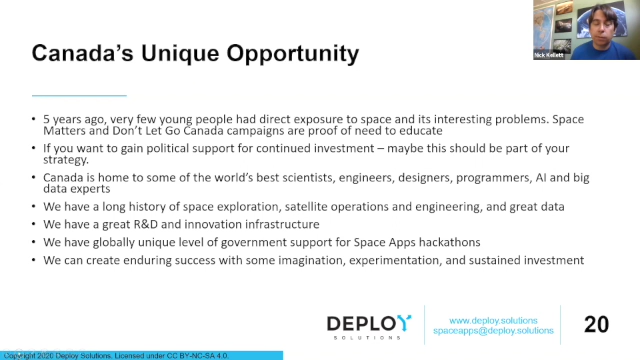 Nick Kellett
Canada's Unique Opportunity
• 5 years ago, very few young people had direct exposure to space and its interesting problems. Space
Matters and Don't Let Go Canada campaigns are proof of need to educate
• If you want to gain political support for continued investment – maybe this should be part of your
strategy.
• Canada is home to some of the world's best scientists, engineers, designers, programmers, AI and big
data experts
• We have a long history of space exploration, satellite operations and engineering, and great data
• We have a great R&D and innovation infrastructure
• We have globally unique level of government support for Space Apps hackathons
• We can create enduring success with some imagination, experimentation, and sustained investment
DEPLOY
SOLUTIONS
www.deploy.solutions
spaceapps@deploy.solutions
20
Copyright 2020 Deploy Solutions. Licensed under CC BY-NC-SA 4.0.